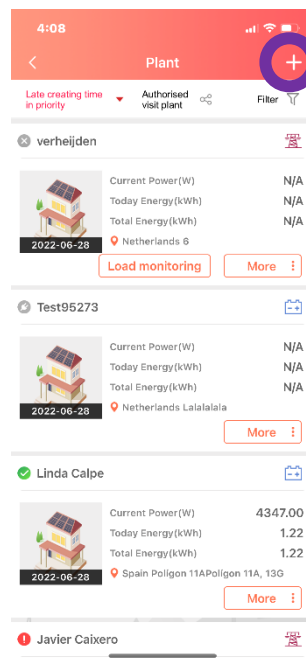 4:08
Plant
Late creating time
in priority
Authorised
visit plant
Filter
verheijden
Current Power(W) N/A
Today Energy(kWh) N/A
Total Energy(kWh) N/A
2022-06-28
Netherlands 6
Load monitoring
More
Test95273
Current Power(W) N/A
Today Energy(kWh) N/A
Total Energy(kWh) N/A
2022-06-28
Netherlands Lalalalala
More
Linda Calpe
Current Power(W) 4347.00
Today Energy(kWh) 1.22
Total Energy(kWh) 1.22
2022-06-28
Spain Poligon 11APoligon 11A, 13G
More
Javier Caixero